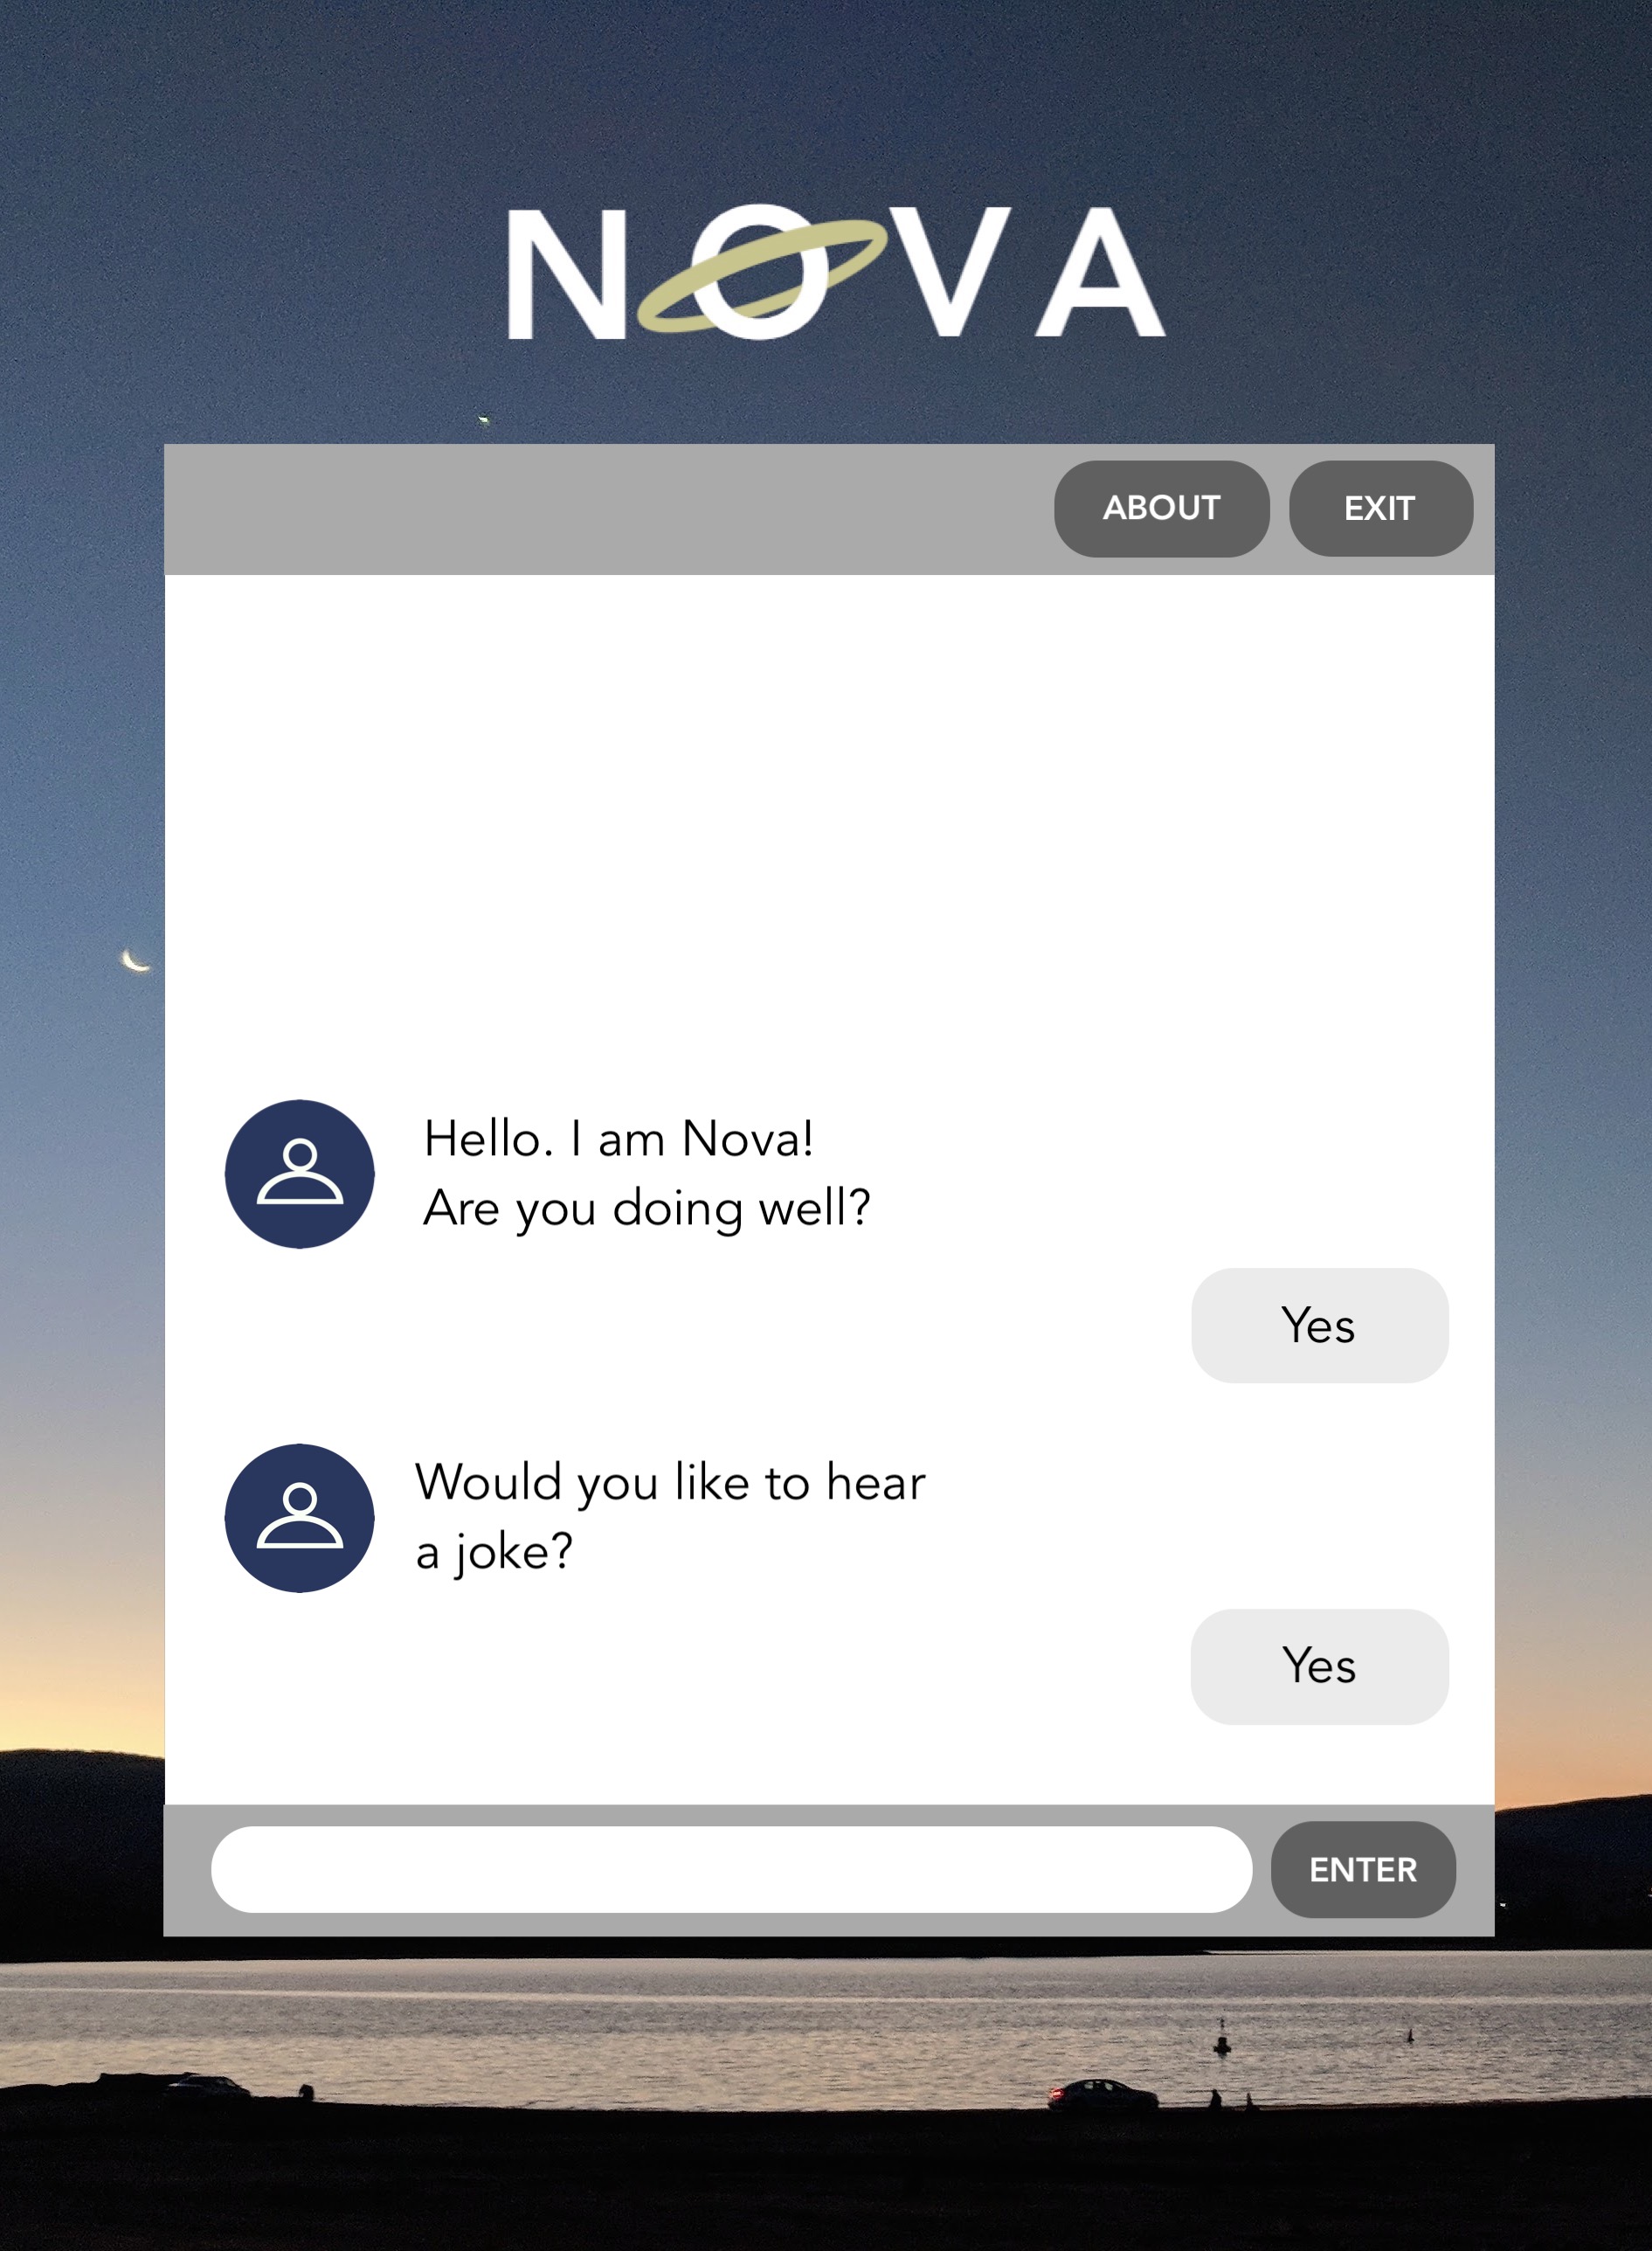 NOVA
ABOUT EXIT
Hello. I am Nova!
Are you doing well?
Yes
Would you like to hear
a joke?
Yes
ENTER